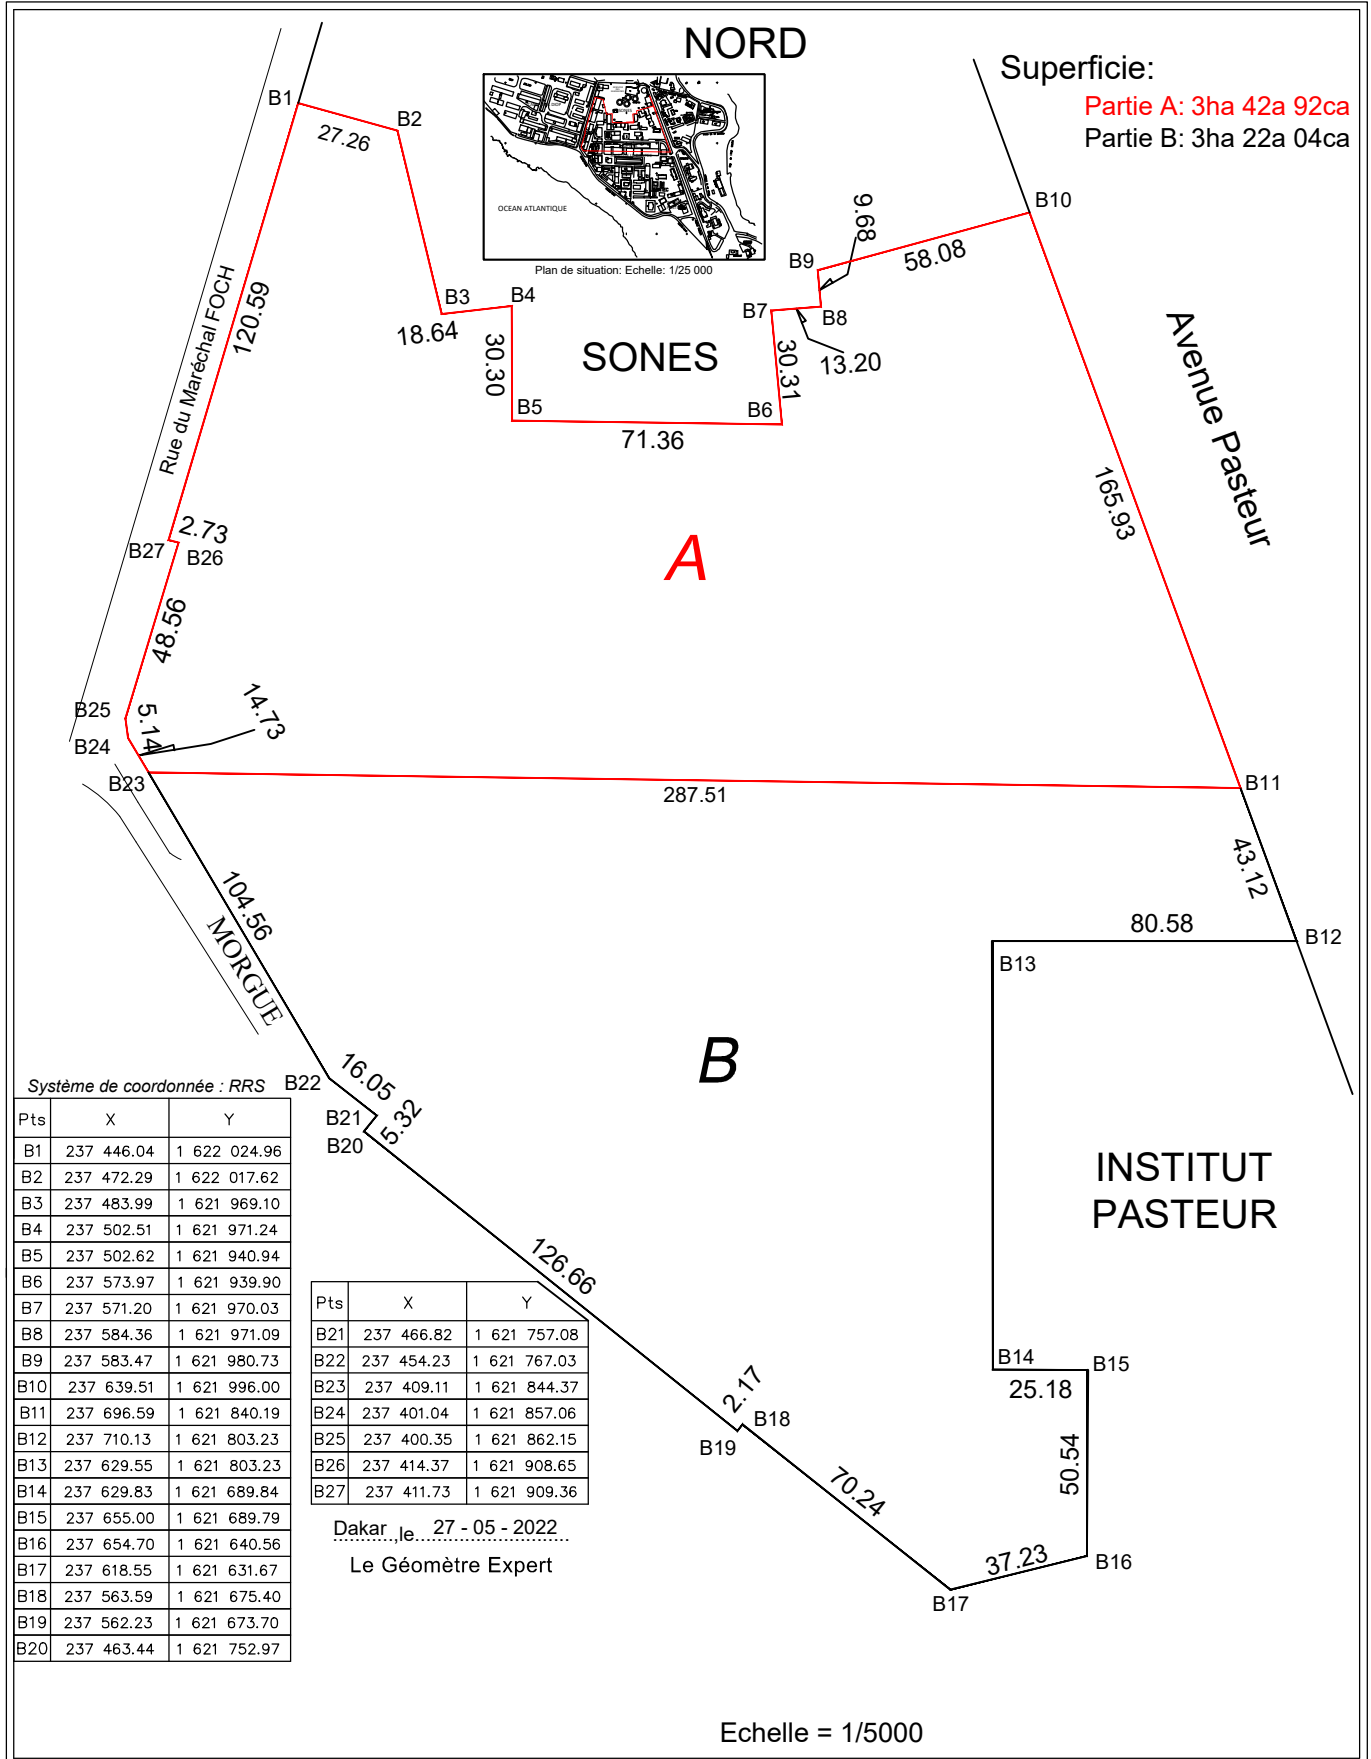 NORD
Superficie:
Partie A: 3ha 42a 92ca
Partie B: 3ha 22a 04ca
OCEAN ATLANTIQUE
Plan de situation: Echelle: 1/25 000
B1
27.26
B2
B10
9.68
58.08
B9
B3
B4
B7
B8
18.64
30.30
SONES
30.31
13.20
B5
B6
71.36
Rue du Maréchal FOCH
120.59
Avenue Pasteur
165.93
2.73
B27
B26
A
48.56
B25
5.14
14.73
B24
B23
287.51
B11
43.12
104.56
MORGUE
80.58
B12
B13
B
B22
16.05
B21
5.32
B20
INSTITUT
PASTEUR
126.66
B14
B15
25.18
2.17
B18
B19
70.24
50.54
37.23
B16
B17
Système de coordonnée : RRS
Pts X Y
B1 237 446.04 1 622 024.96
B2 237 472.29 1 622 017.62
B3 237 483.99 1 621 969.10
B4 237 502.51 1 621 971.24
B5 237 502.62 1 621 940.94
B6 237 573.97 1 621 939.90
B7 237 571.20 1 621 970.03
B8 237 584.36 1 621 971.09
B9 237 583.47 1 621 980.73
B10 237 639.51 1 621 996.00
B11 237 696.59 1 621 840.19
B12 237 710.13 1 621 803.23
B13 237 629.55 1 621 803.23
B14 237 629.83 1 621 689.84
B15 237 655.00 1 621 689.79
B16 237 654.70 1 621 640.56
B17 237 618.55 1 621 631.67
B18 237 563.59 1 621 675.40
B19 237 562.23 1 621 673.70
B20 237 463.44 1 621 752.97
Pts X Y
B21 237 466.82 1 621 757.08
B22 237 454.23 1 621 767.03
B23 237 409.11 1 621 844.37
B24 237 401.04 1 621 857.06
B25 237 400.35 1 621 862.15
B26 237 414.37 1 621 908.65
B27 237 411.73 1 621 909.36
Dakar ,le 27 - 05 - 2022
Le Géomètre Expert
Echelle = 1/5000